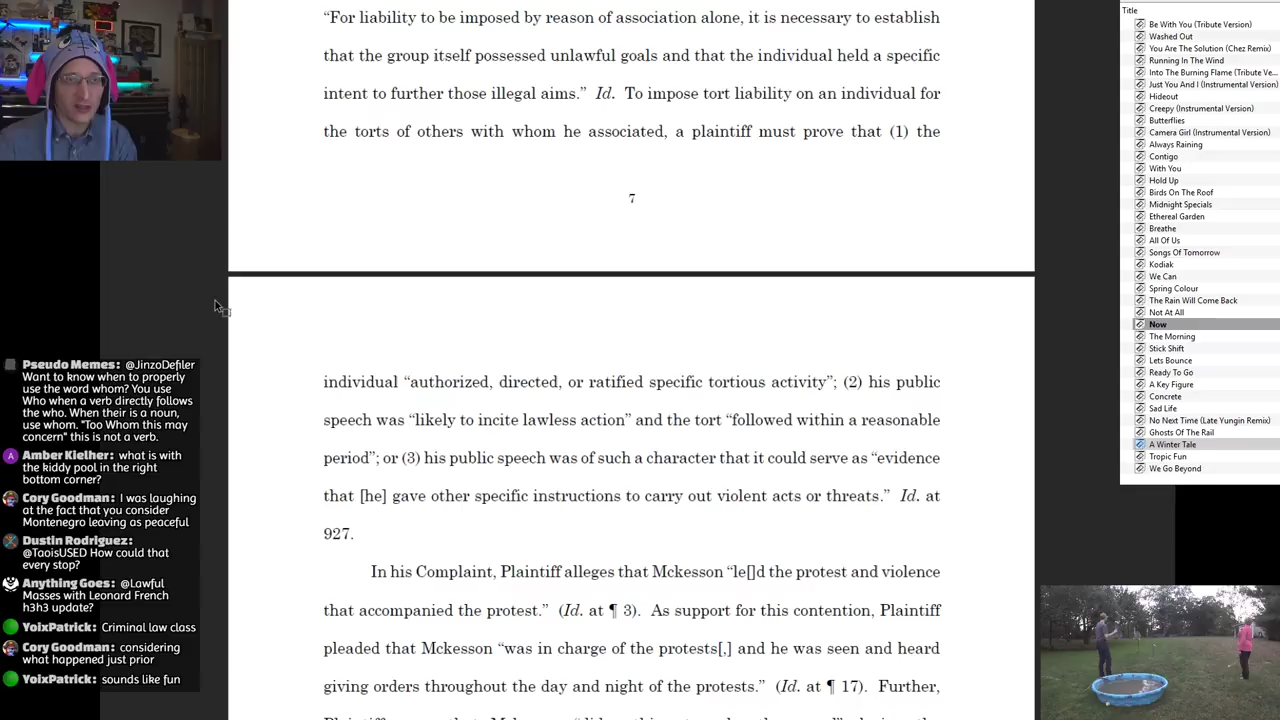 “For liability to be imposed by reason of association alone, it is necessary to establish
that the group itself possessed unlawful goals and that the individual held a specific
intent to further those illegal aims.” Id. To impose tort liability on an individual for
the torts of others with whom he associated, a plaintiff must prove that (1) the
7
individual “authorized, directed, or ratified specific tortious activity”; (2) his public
speech was “likely to incite lawless action” and the tort “followed within a reasonable
period”; or (3) his public speech was of such a character that it could serve as “evidence
that [he] gave other specific instructions to carry out violent acts or threats.” Id. at
927.
In his Complaint, Plaintiff alleges that Mckesson “le[]d the protest and violence
that accompanied the protest.” (Id. at ¶ 3). As support for this contention, Plaintiff
pleaded that Mckesson “was in charge of the protests[,] and he was seen and heard
giving orders throughout the day and night of the protests.” (Id. at ¶ 17). Further,
Pseudo Memes: @JinzoDefiler
Want to know when to properly
use the word whom? You use
Who when a verb directly follows
the who. When their is a noun,
use whom. "Too Whom this may
concern" this is not a verb.
Amber Kielher: what is with
the kiddy pool in the right
bottom corner?
Cory Goodman: I was laughing
at the fact that you consider
Montenegro leaving as peaceful
Dustin Rodriguez:
@TaoisUSED How could that
every stop?
Anything Goes: @Lawful
Masses with Leonard French
h3h3 update?
YoixPatrick: Criminal law class
Cory Goodman: considering
what happened just prior
YoixPatrick: sounds like fun
Title
Be With You (Tribute Version)
Washed Out
You Are The Solution (Chez Remix)
Running In The Wind
Into The Burning Flame (Tribute Ve...
Just You And I (Instrumental Version)
Hideout
Creepy (Instrumental Version)
Butterflies
Camera Girl (Instrumental Version)
Always Raining
Contigo
With You
Hold Up
Birds On The Roof
Midnight Specials
Ethereal Garden
Breathe
All Of Us
Songs Of Tomorrow
Kodiak
We Can
Spring Colour
The Rain Will Come Back
Not At All
Now
The Morning
Stick Shift
Lets Bounce
Ready To Go
A Key Figure
Concrete
Sad Life
No Next Time (Late Yungin Remix)
Ghosts Of The Rail
A Winter Tale
Tropic Fun
We Go Beyond